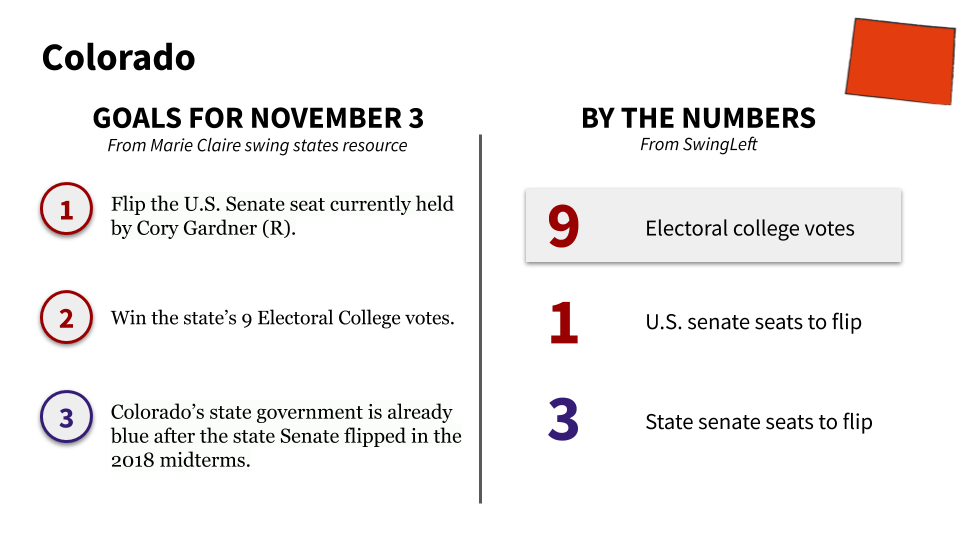 Colorado
GOALS FOR NOVEMBER 3
From Marie Claire swing states resource
1
Flip the U.S. Senate seat currently held
by Cory Gardner (R).
2
Win the state’s 9 Electoral College votes.
3
Colorado’s state government is already
blue after the state Senate flipped in the
2018 midterms.
BY THE NUMBERS
From SwingLeft
9
Electoral college votes
1
U.S. senate seats to flip
3
State senate seats to flip